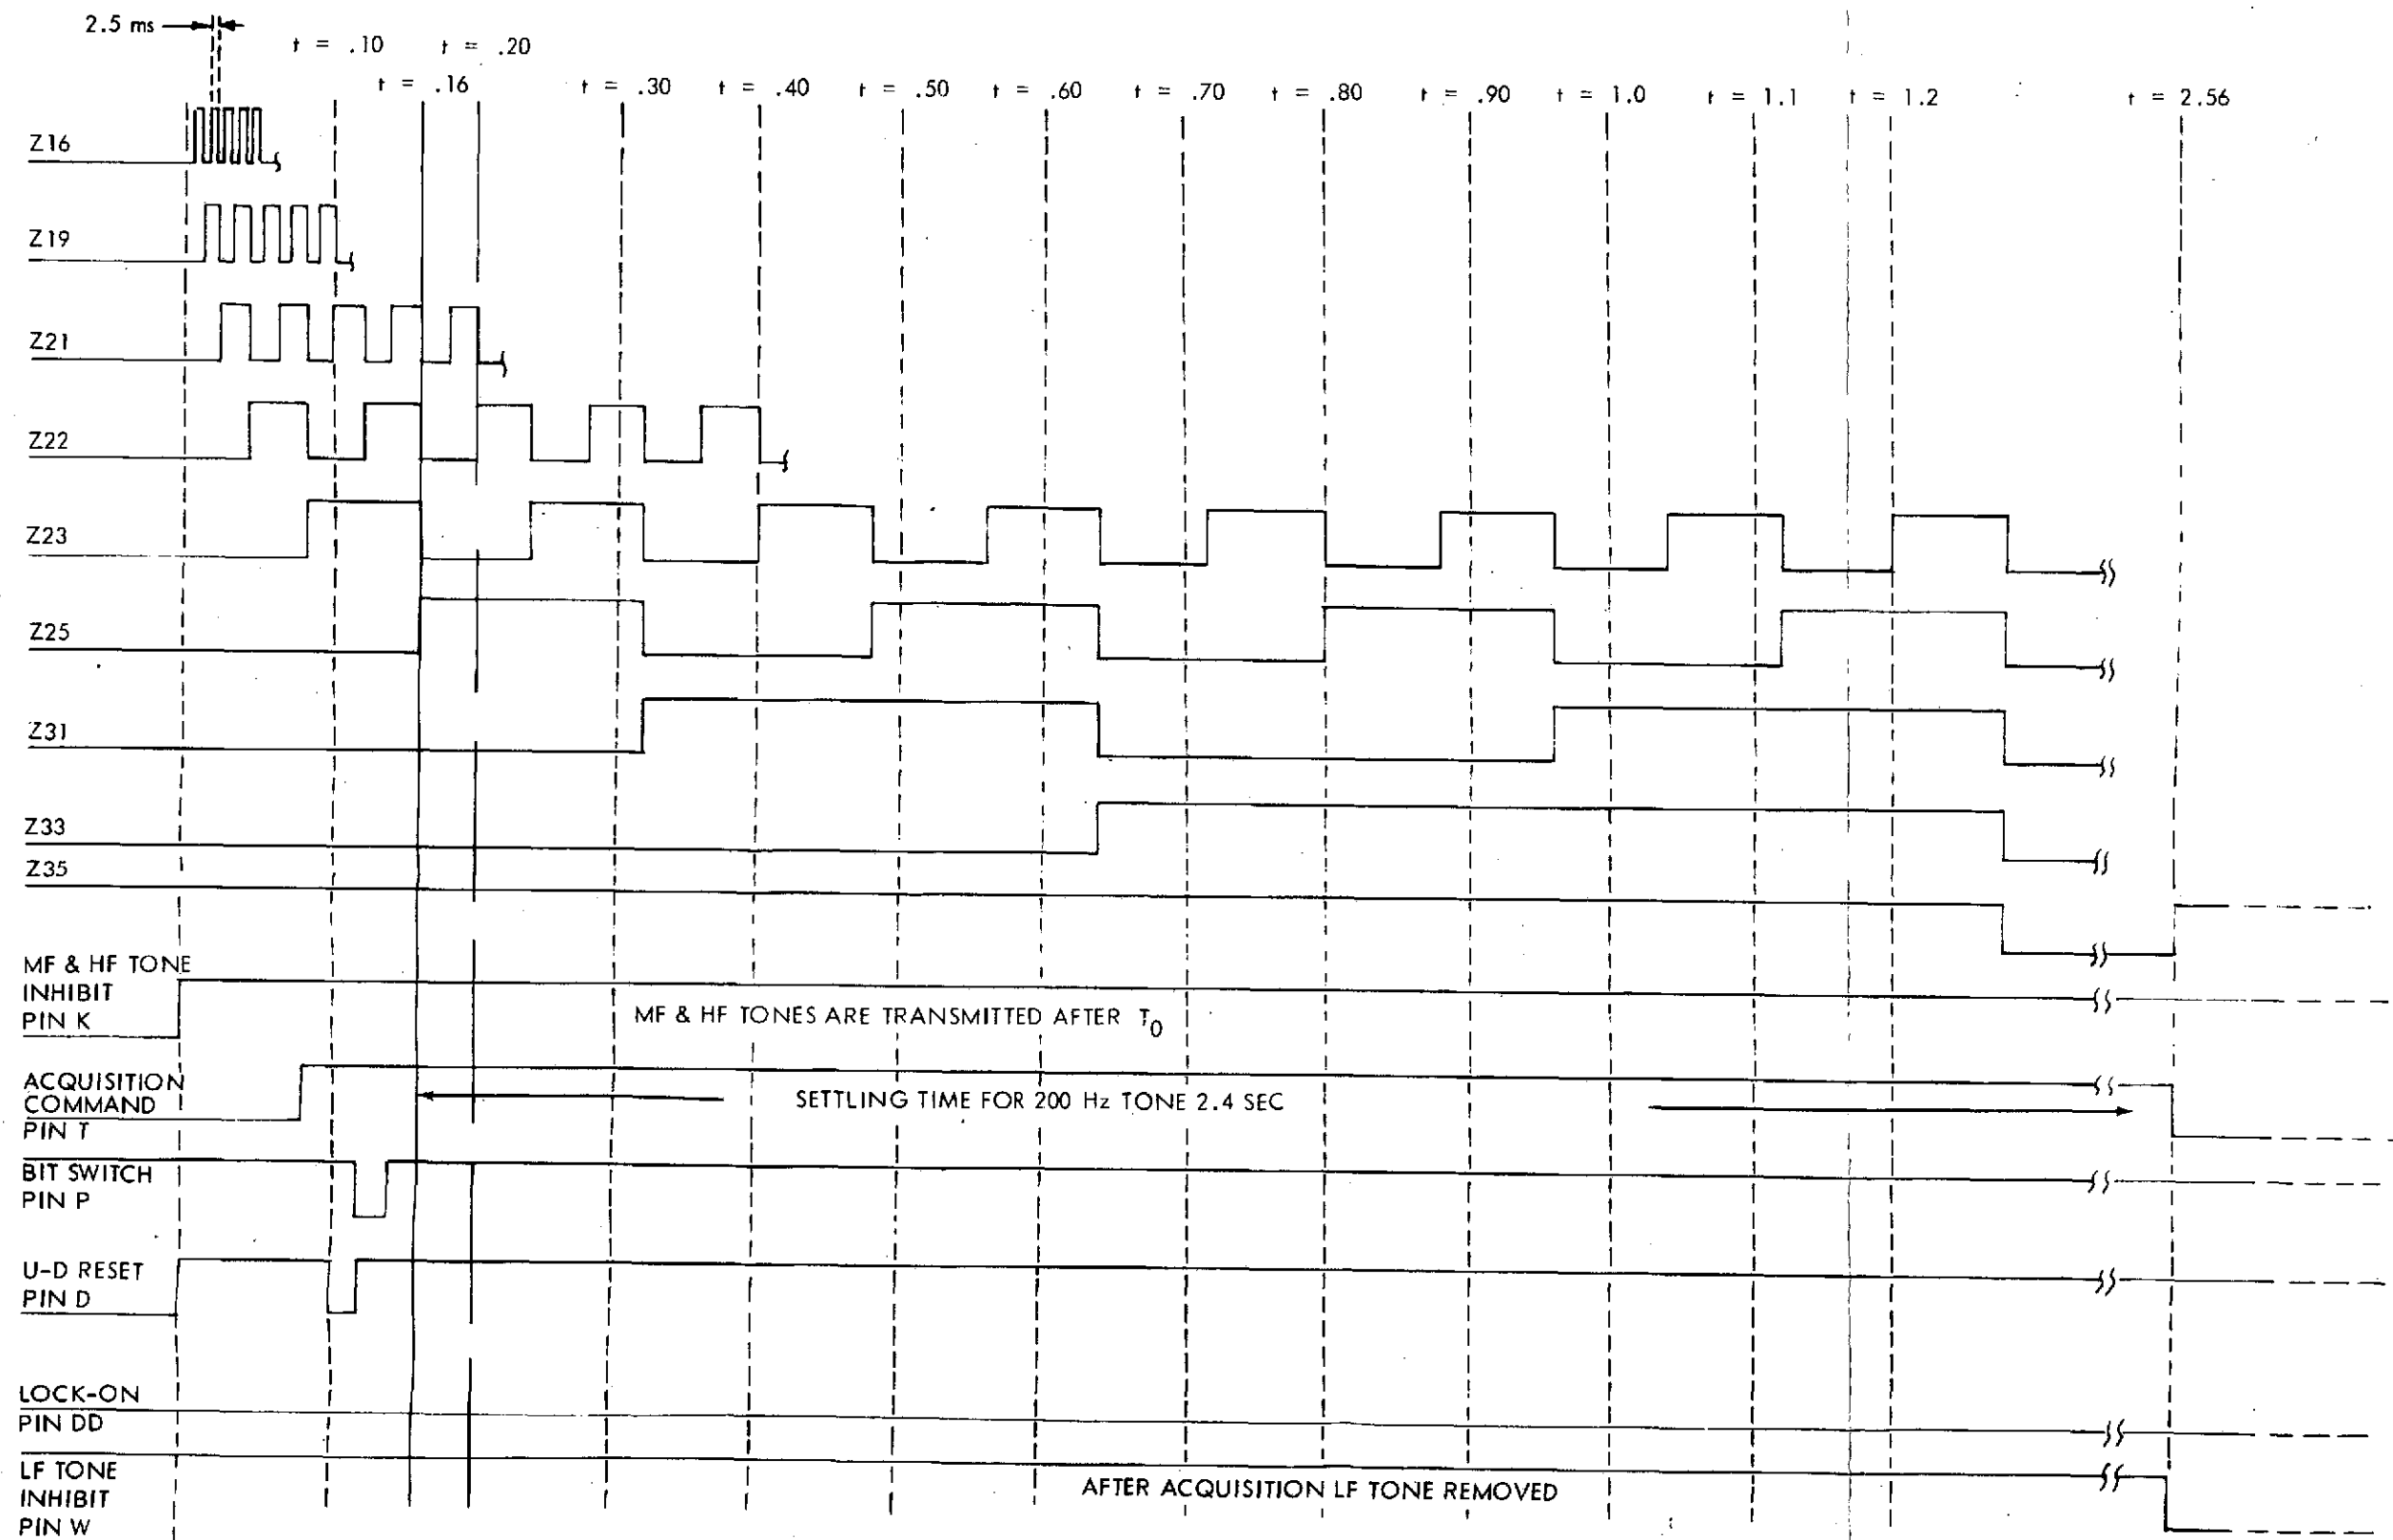 2.5 ms
t = .10
t = .20
t = .16
t = .30
t = .40
t = .50
t = .60
t = .70
t = .80
t = .90
t = 1.0
t = 1.1
t = 1.2
t = 2.56
Z16
Z19
Z21
Z22
Z23
Z25
Z31
Z33
Z35
MF & HF TONE
INHIBIT
PIN K
MF & HF TONES ARE TRANSMITTED AFTER T0
ACQUISITION
COMMAND
PIN T
SETTLING TIME FOR 200 Hz TONE 2.4 SEC
BIT SWITCH
PIN P
U-D RESET
PIN D
LOCK-ON
PIN DD
LF TONE
INHIBIT
PIN W
AFTER ACQUISITION LF TONE REMOVED